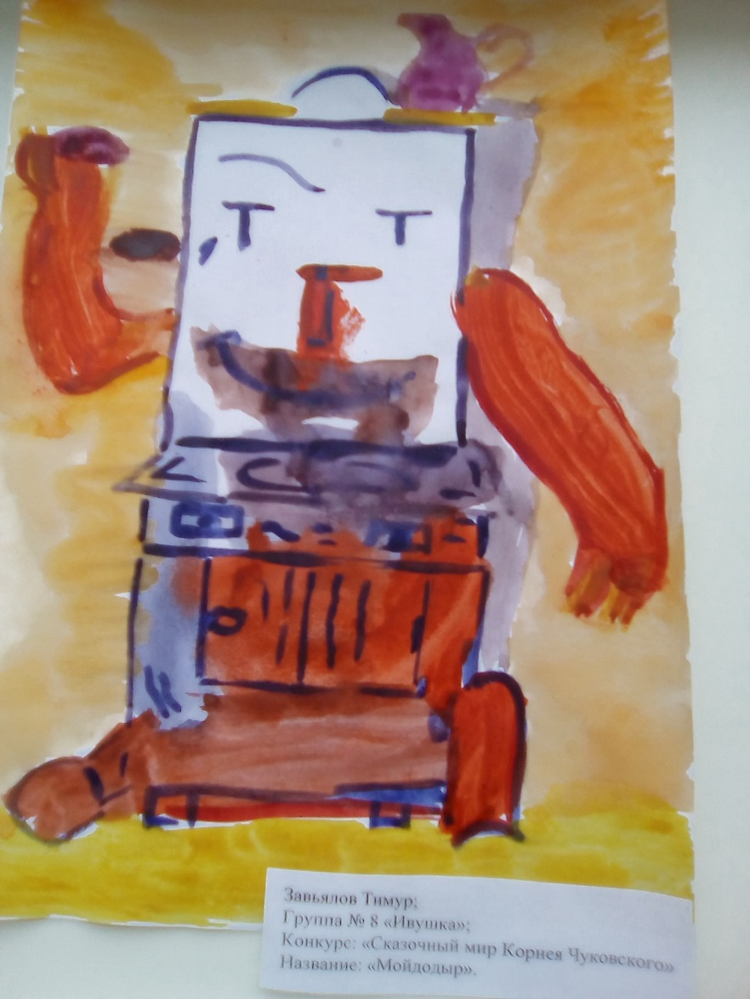 Завьялов Тимур;
Группа № 8 «Ивушка»;
Конкурс: «Сказочный мир Корнея Чуковского»
Название: «Мойдодыр».